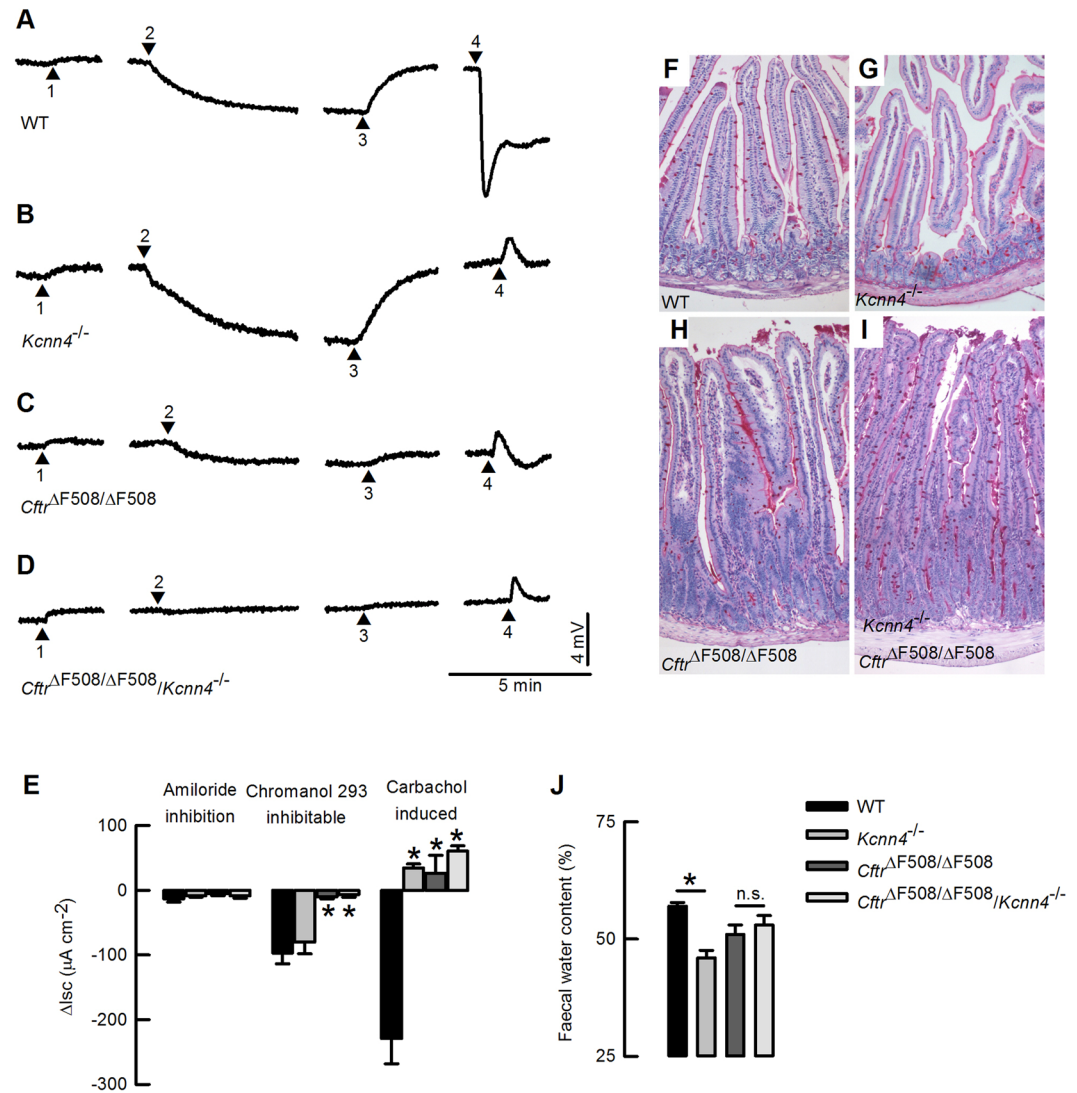 A
1
2
3
4
WT
B
1
2
3
4
Kcnn4-/-
C
1
2
3
4
CftrΔF508/ΔF508
D
1
2
3
4
4 mV
5 min
CftrΔF508/ΔF508/Kcnn4-/-
F
WT
G
Kcnn4-/-
H
CftrΔF508/ΔF508
I
Kcnn4-/-
CftrΔF508/ΔF508
E
Amiloride
inhibition
Chromanol 293
inhibitable
Carbachol
induced
ΔIsc (µA cm-2)
100
0
-100
-200
-300
* *
* * *
J
Faecal water content (%)
75
50
25
*
n.s.
WT
Kcnn4-/-
CftrΔF508/ΔF508
CftrΔF508/ΔF508/Kcnn4-/-